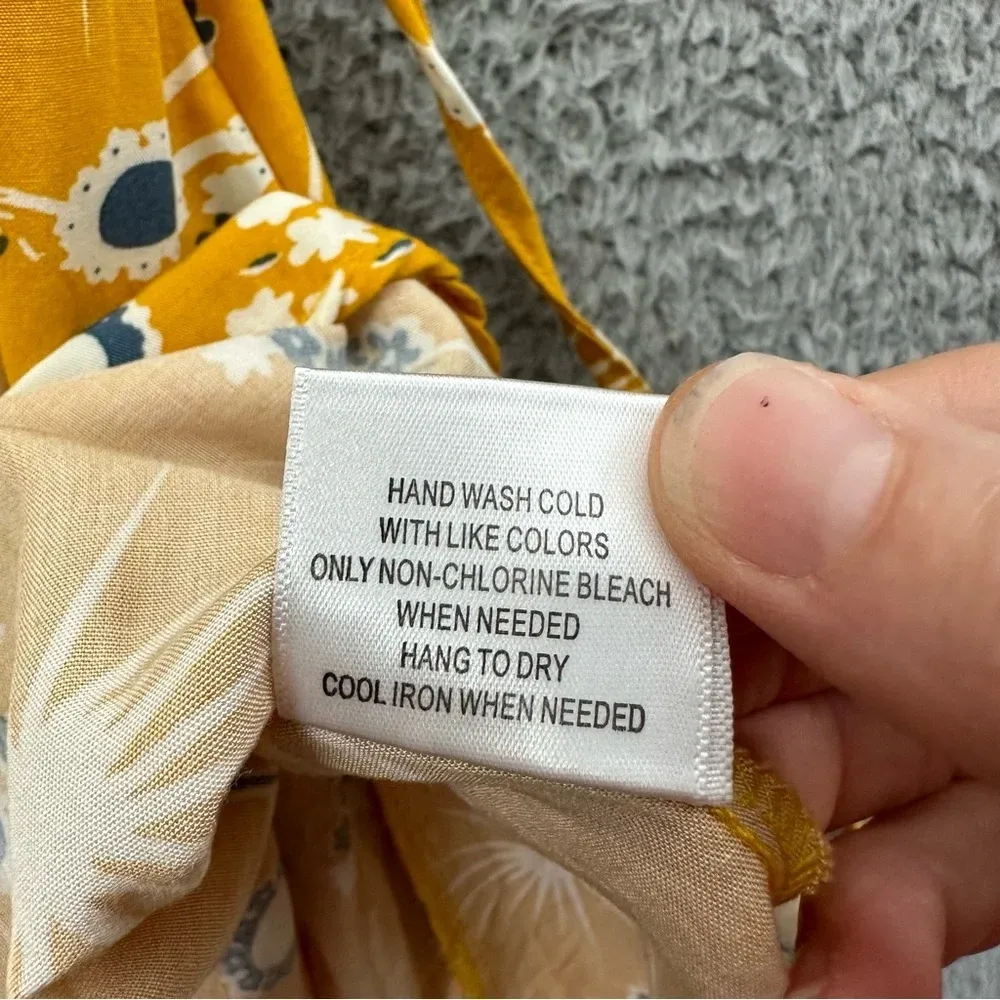 HAND WASH COLD
WITH LIKE COLORS
ONLY NON-CHLORINE BLEACH
WHEN NEEDED
HANG TO DRY
COOL IRON WHEN NEEDED